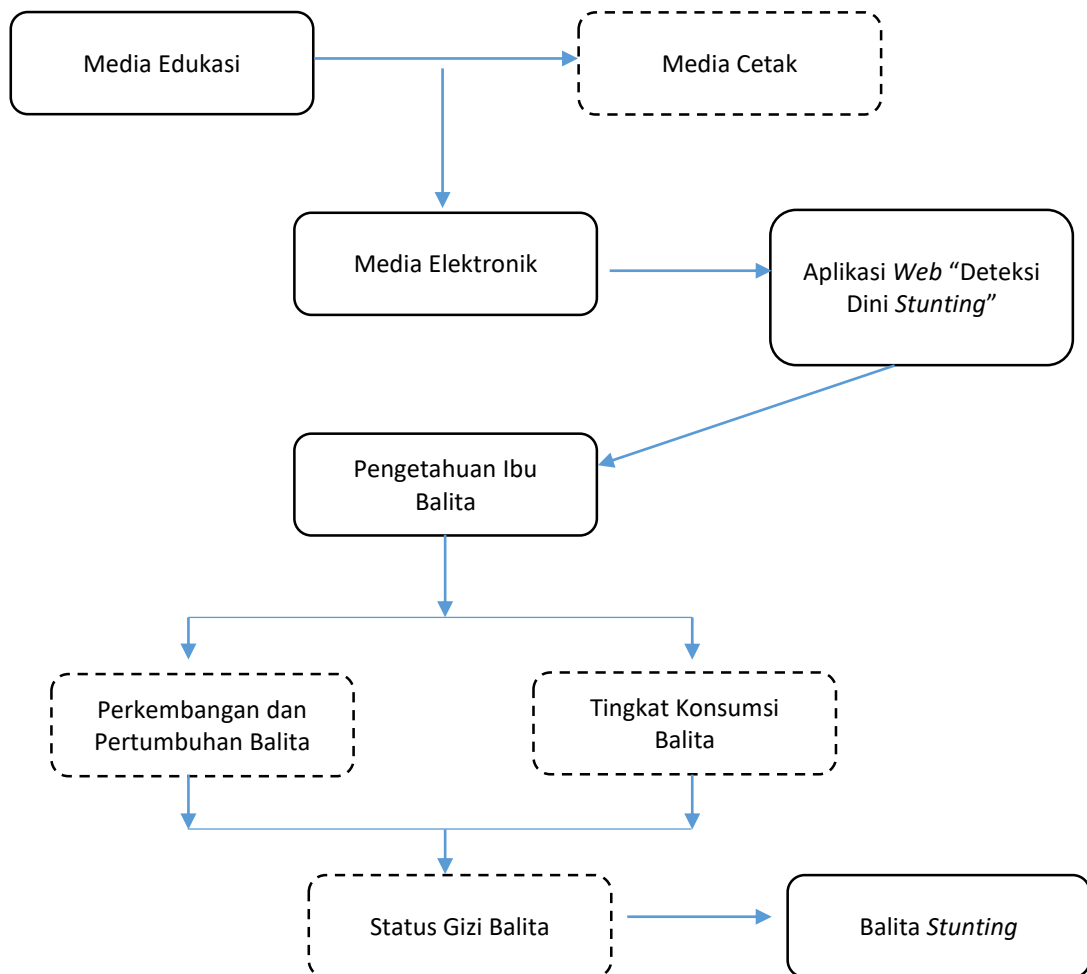 Media Edukasi
Media Cetak
Media Elektronik
Aplikasi Web “Deteksi
Dini Stunting”
Pengetahuan Ibu
Balita
Perkembangan dan
Pertumbuhan Balita
Tingkat Konsumsi
Balita
Status Gizi Balita
Balita Stunting